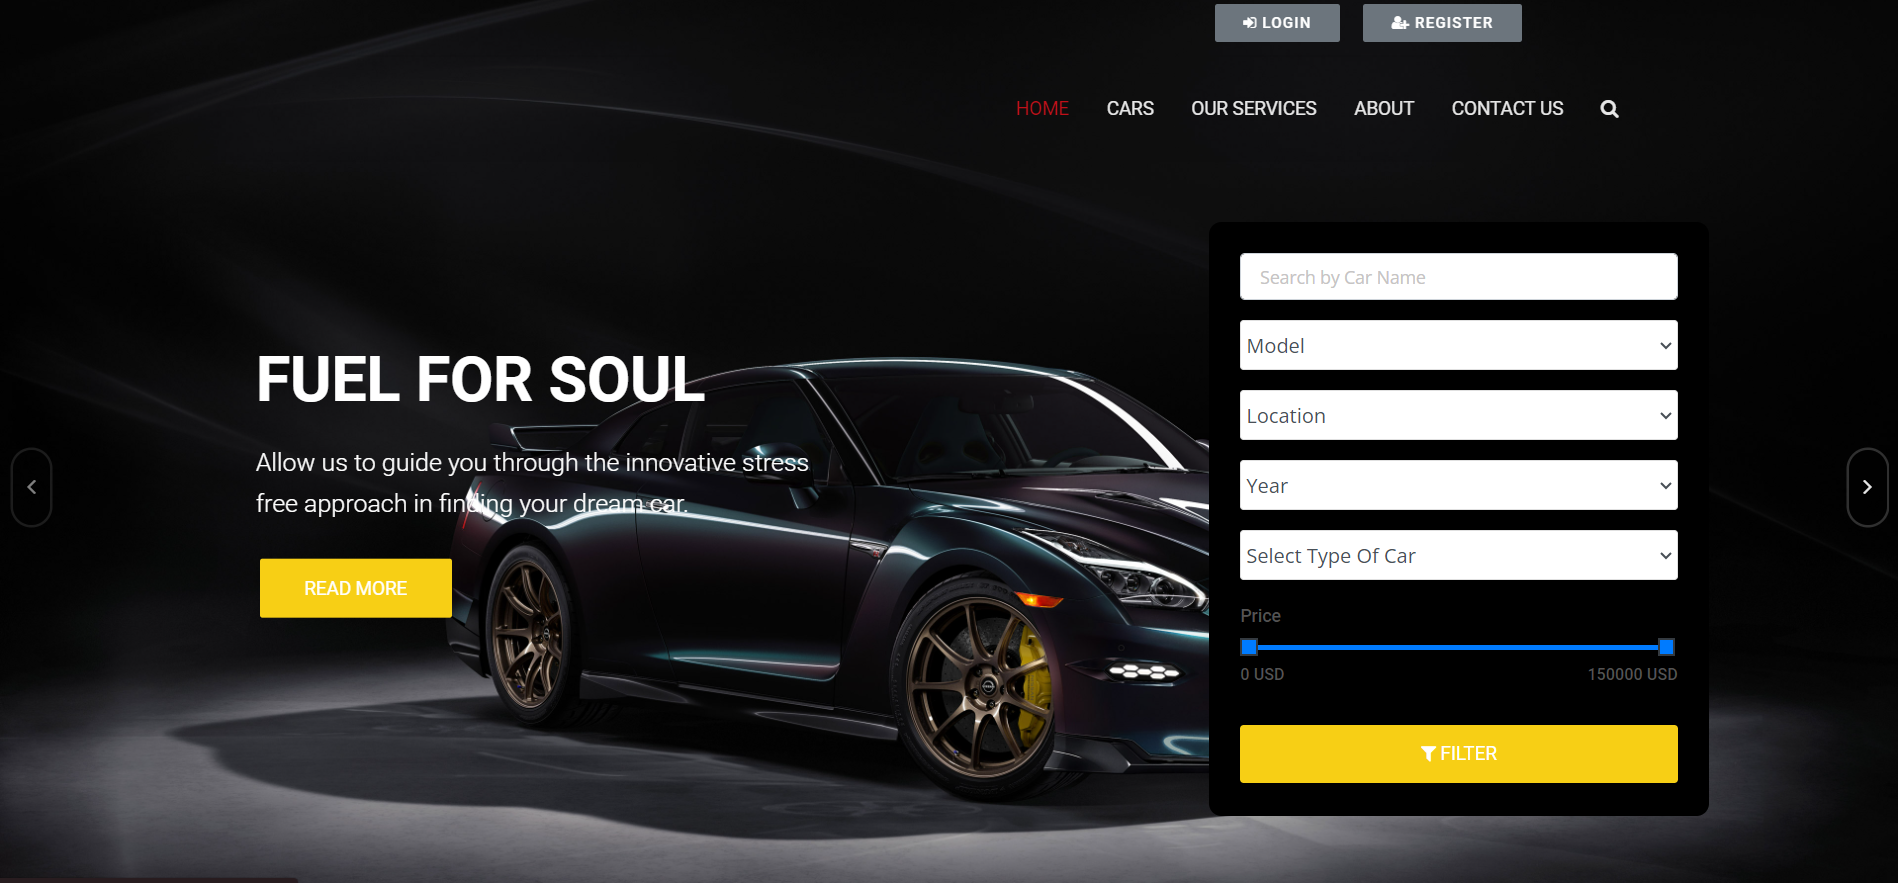 LOGIN
REGISTER
HOME
CARS
OUR SERVICES
ABOUT
CONTACT US
FUEL FOR SOUL
Allow us to guide you through the innovative stress
free approach in finding your dream car.
READ MORE
Search by Car Name
Model
Location
Year
Select Type Of Car
Price
0 USD
150000 USD
FILTER